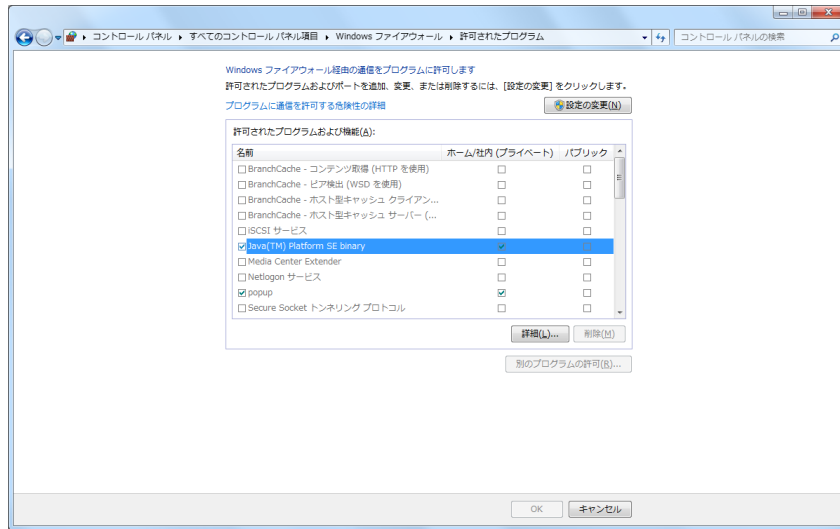 コントロール パネル ▸ すべてのコントロール パネル項目 ▸ Windows ファイアウォール ▸ 許可されたプログラム
コントロール パネルの検索
Windows ファイアウォール経由の通信をプログラムに許可します
許可されたプログラムおよびポートを追加、変更、または削除するには、[設定の変更] をクリックします。
プログラムに通信を許可する危険性の詳細
設定の変更(N)
許可されたプログラムおよび機能(A):
名前 ホーム/社内 (プライベート) パブリック
BranchCache - コンテンツ取得 (HTTP を使用)
BranchCache - ピア検出 (WSD を使用)
BranchCache - ホスト型キャッシュ クライアン...
BranchCache - ホスト型キャッシュ サーバー (...
iSCSI サービス
Java(TM) Platform SE binary
Media Center Extender
Netlogon サービス
popup
Secure Socket トンネリング プロトコル
詳細(L)... 削除(M)
別のプログラムの許可(R)...
OK キャンセル